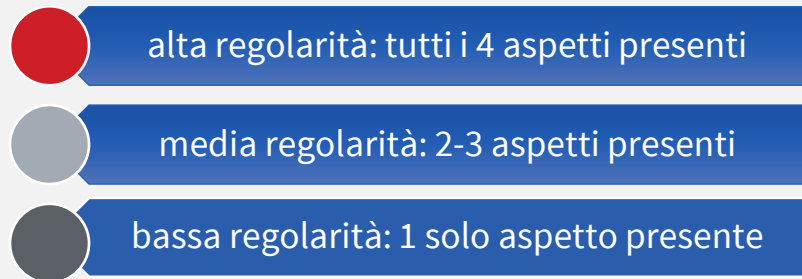 alta regolarità: tutti i 4 aspetti presenti
media regolarità: 2-3 aspetti presenti
bassa regolarità: 1 solo aspetto presente